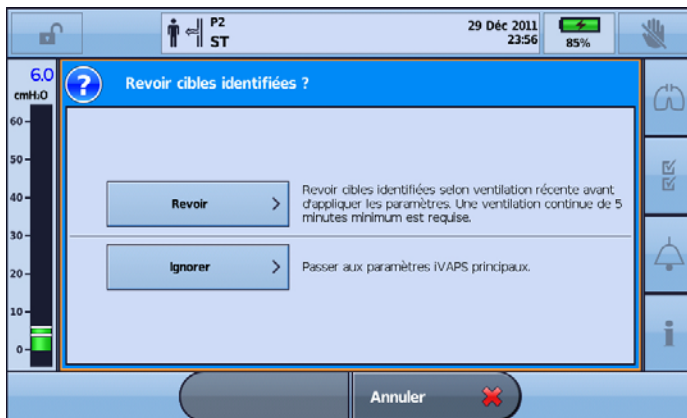 P2
ST
29 Déc 2011
23:56
85%
6.0
cmH₂O
Revoir cibles identifiées ?
60
50
40
30
20
10
0
Revoir
Revoir cibles identifiées selon ventilation récente avant
d'appliquer les paramètres. Une ventilation continue de 5
minutes minimum est requise.
Ignorer
Passer aux paramètres iVAPS principaux.
Annuler